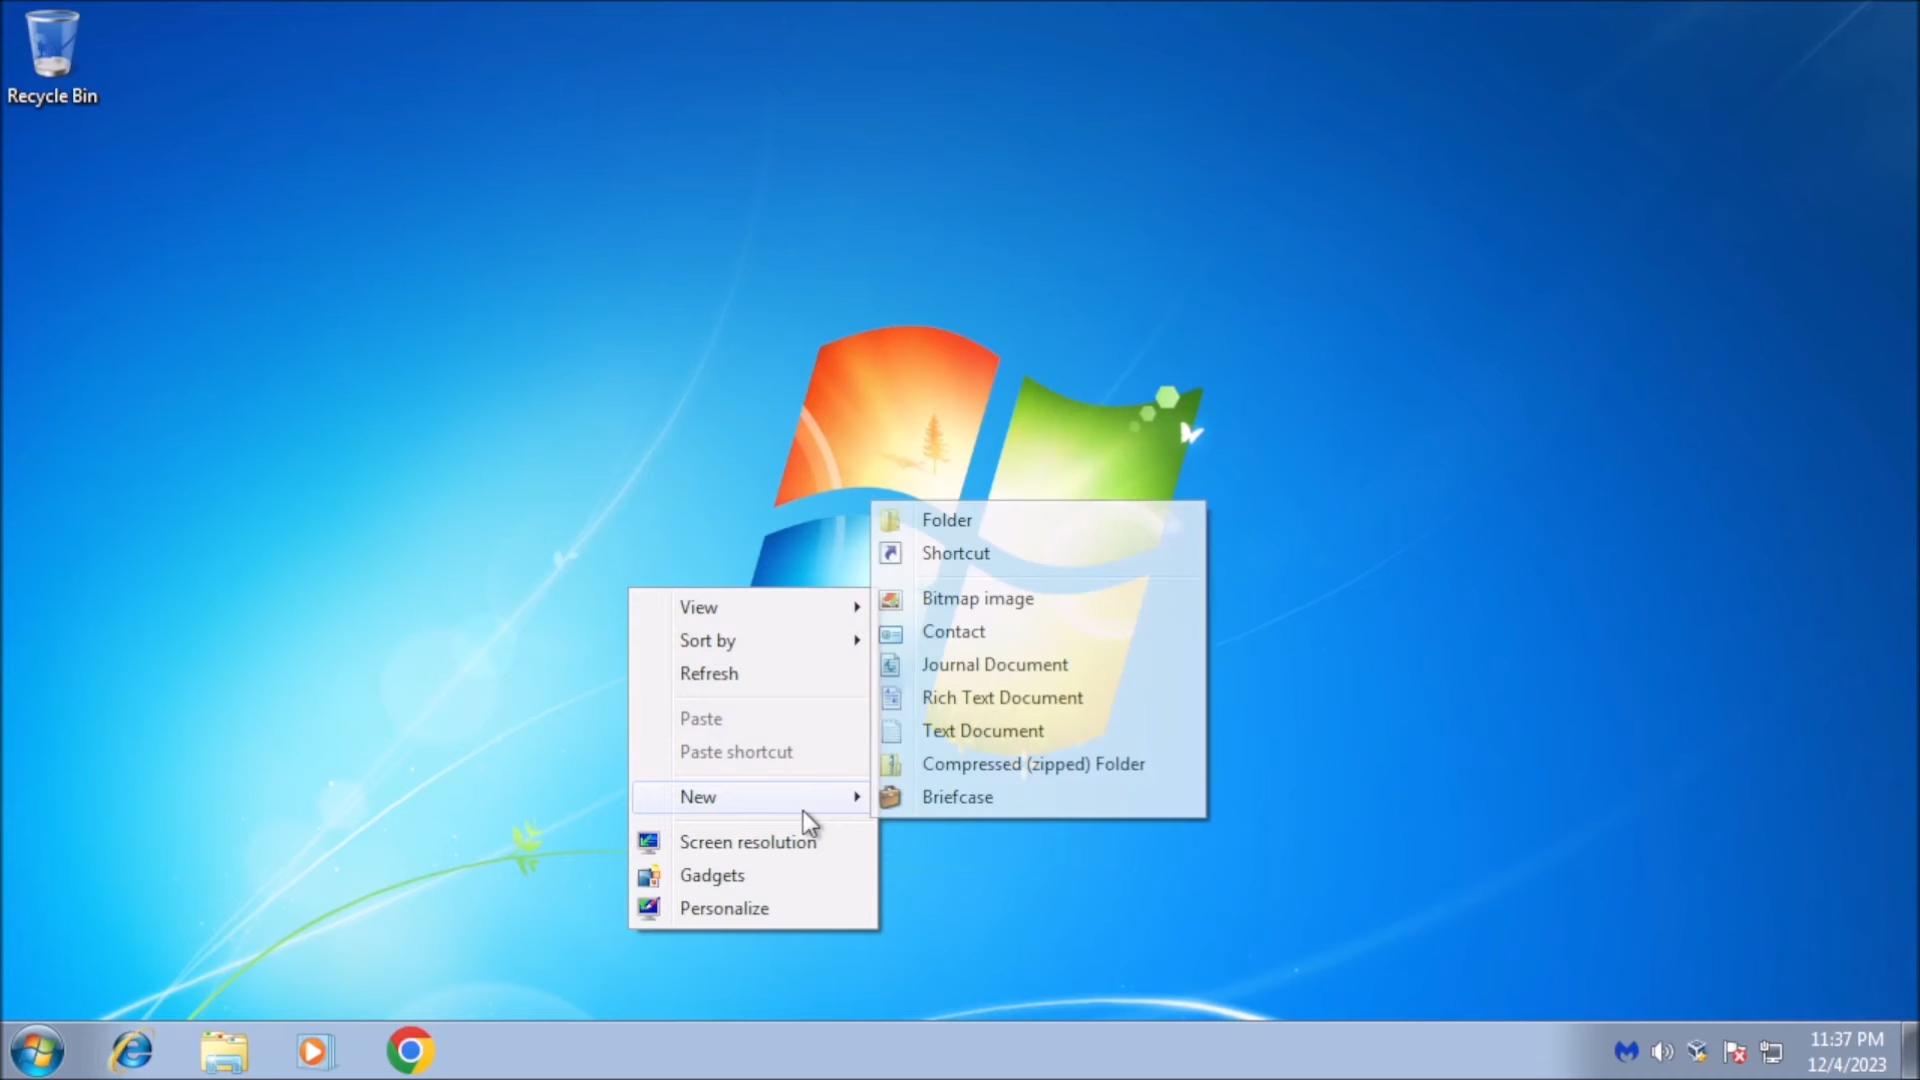 Recycle Bin
Folder
Shortcut
Bitmap image
Contact
Journal Document
Rich Text Document
Text Document
Compressed (zipped) Folder
Briefcase
View
Sort by
Refresh
Paste
Paste shortcut
New
Screen resolution
Gadgets
Personalize
11:37 PM
12/4/2023